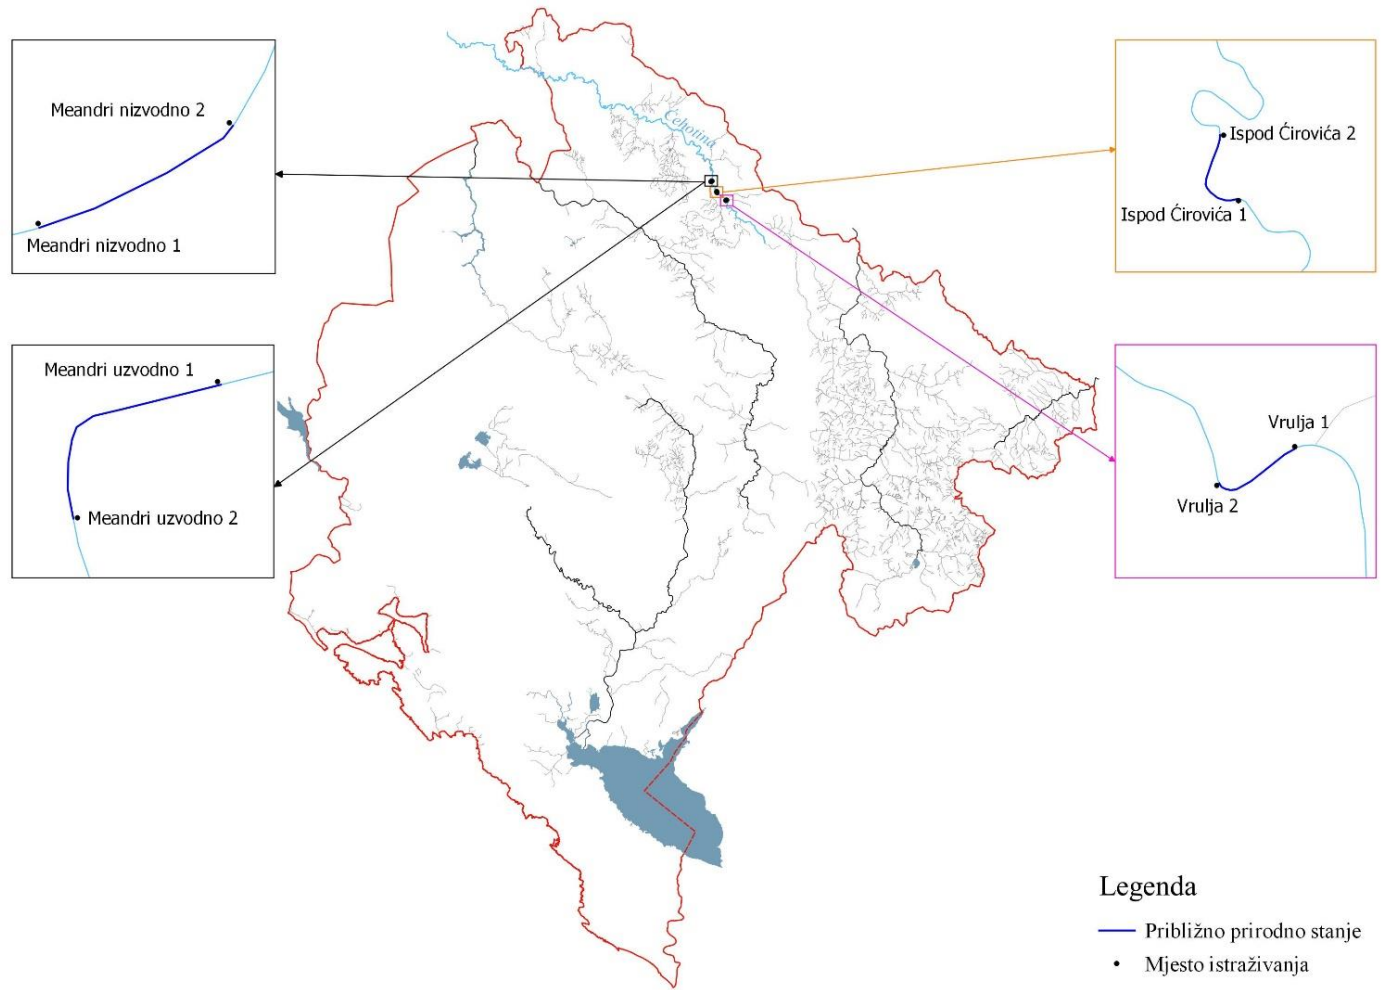 Meandri nizvodno 2
Meandri nizvodno 1
Meandri uzvodno 1
Meandri uzvodno 2
Ćehotina
Ispod Ćirovića 2
Ispod Ćirovića 1
Vrulja 1
Vrulja 2
Legenda
Približno prirodno stanje
Mjesto istraživanja